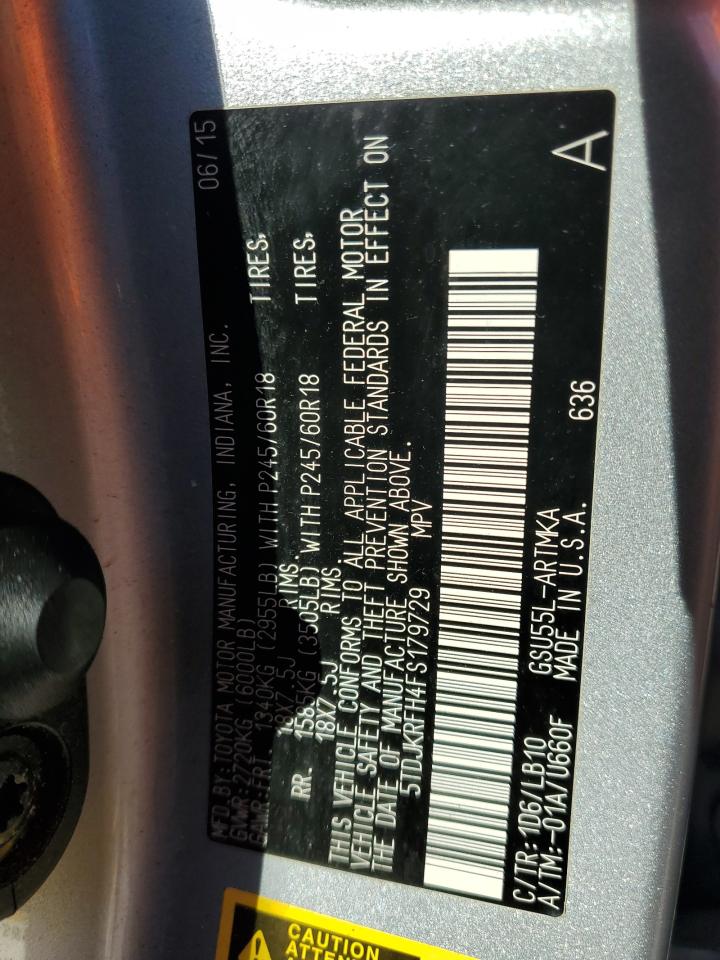 MFD.BY:TOYOTA MOTOR MANUFACTURING, INDIANA, INC. 06/15
GVWR:2720KG (6000LB)
GAWR:FRT. 1340KG (2955LB) WITH P245/60R18 TIRES,
18X7.5J RIMS.
RR. 1585KG (3505LB) WITH P245/60R18 TIRES,
18X7.5J RIMS.
THIS VEHICLE CONFORMS TO ALL APPLICABLE FEDERAL MOTOR
VEHICLE SAFETY AND THEFT PREVENTION STANDARDS IN EFFECT ON
THE DATE OF MANUFACTURE SHOWN ABOVE.
5TDJKRFH4FS179729 MPV
C/TR:1D6/LB10 GSU55L-ARTMKA 636 A
A/TM:-01A/U660F MADE IN U.S.A.
CAUTION